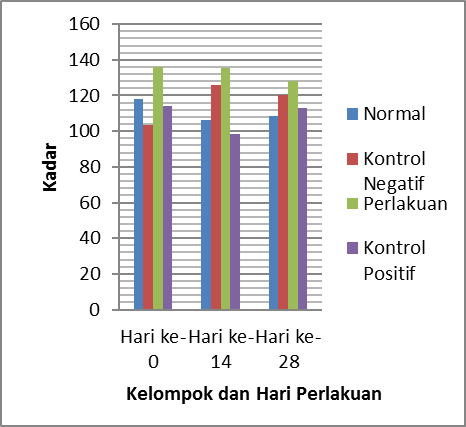 160
140
120
100
80
60
40
20
0
Kadar
Hari ke-0
Hari ke-14
Hari ke-28
Kelompok dan Hari Perlakuan
Normal
Kontrol
Negatif
Perlakuan
Kontrol
Positif